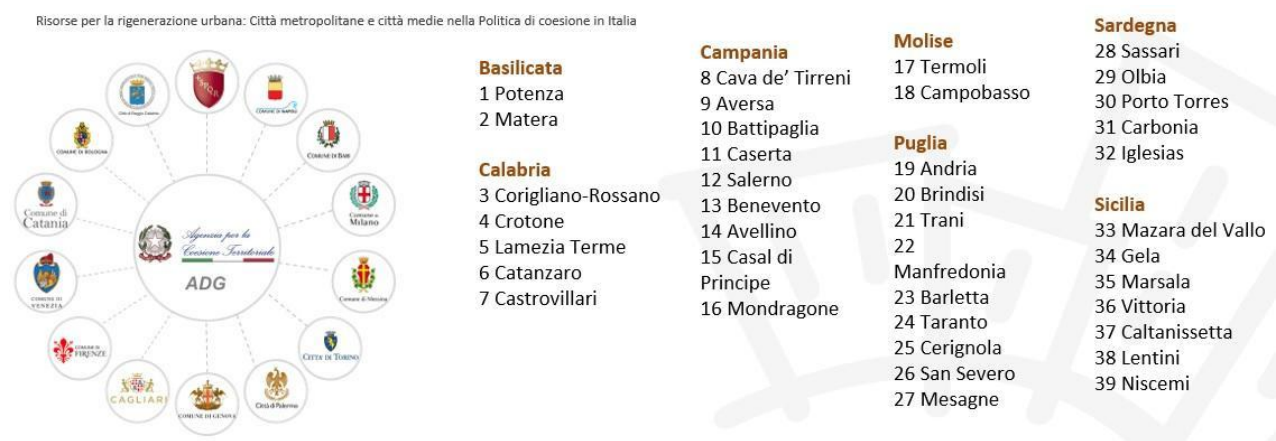 Risorse per la rigenerazione urbana: Città metropolitane e città medie nella Politica di coesione in Italia
COMUNE DI NAPOLI
COMUNE DI BOLOGNA
COMUNE DI BARI
Comune di
Catania
Comune di
Milano
Agenzia per la
Coesione Territoriale
ADG
COMUNE DI
VENEZIA
Comune di Messina
COMUNE DI
FIRENZE
CITTA' DI TORINO
CAGLIARI
COMUNE DI GENOVA
Città di Palermo
Basilicata
1 Potenza
2 Matera
Calabria
3 Corigliano-Rossano
4 Crotone
5 Lamezia Terme
6 Catanzaro
7 Castrovillari
Campania
8 Cava de’ Tirreni
9 Aversa
10 Battipaglia
11 Caserta
12 Salerno
13 Benevento
14 Avellino
15 Casal di
Principe
16 Mondragone
Molise
17 Termoli
18 Campobasso
Puglia
19 Andria
20 Brindisi
21 Trani
22
Manfredonia
23 Barletta
24 Taranto
25 Cerignola
26 San Severo
27 Mesagne
Sardegna
28 Sassari
29 Olbia
30 Porto Torres
31 Carbonia
32 Iglesias
Sicilia
33 Mazara del Vallo
34 Gela
35 Marsala
36 Vittoria
37 Caltanissetta
38 Lentini
39 Niscemi